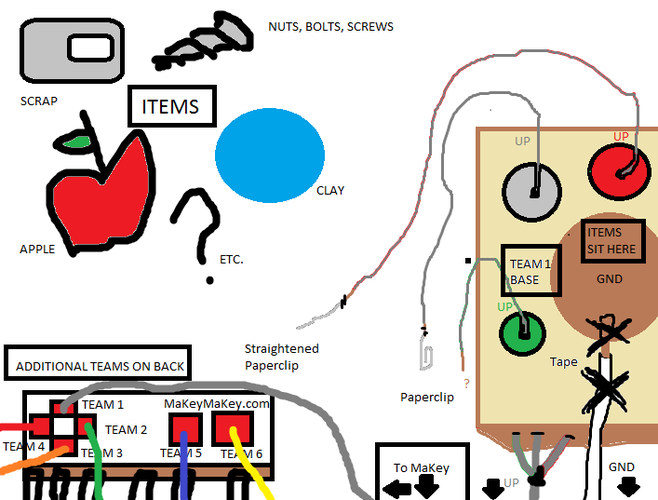 NUTS, BOLTS, SCREWS
SCRAP
ITEMS
UP
UP
CLAY
APPLE
ETC.
ITEMS
SIT HERE
TEAM 1
BASE
GND
UP
Straightened
Paperclip
Tape
Paperclip
?
ADDITIONAL TEAMS ON BACK
TEAM 1
MaKeyMaKey.com
TEAM 2
TEAM 4
TEAM 3
TEAM 5
TEAM 6
To MaKey
UP
GND